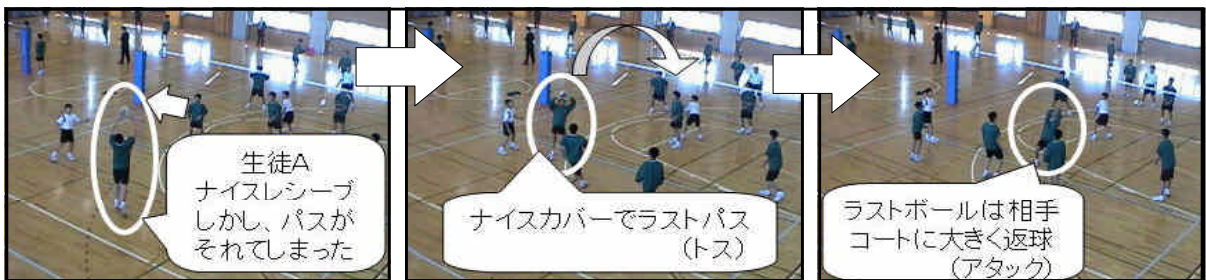 生徒A
ナイスレシーブ
しかし、パスが
それてしまった
ナイスカバーでラストパス
(トス)
ラストボールは相手
コートに大きく返球
(アタック)